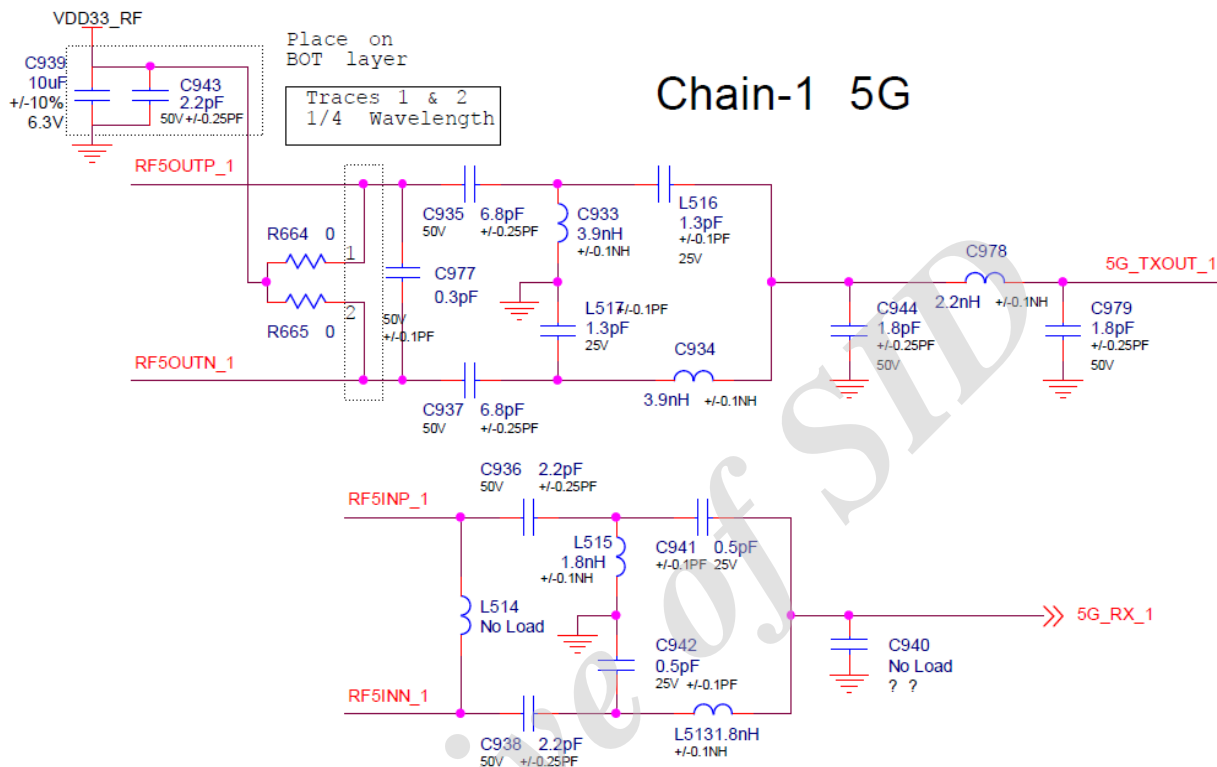 VDD33_RF
Place on
BOT layer
C939
10uF
+/-10%
6.3V
C943
2.2pF
50V +/-0.25PF
Traces 1 & 2
1/4 Wavelength
Chain-1 5G
RF5OUTP_1
C935 6.8pF
50V +/-0.25PF
C933
3.9nH
+/-0.1NH
L516
1.3pF
+/-0.1PF
25V
R664 0
1
C977
0.3pF
50V
+/-0.1PF
2
R665 0
L517 +/-0.1PF
1.3pF
25V
C978
2.2nH +/-0.1NH
5G_TXOUT_1
C944
1.8pF
+/-0.25PF
50V
C979
1.8pF
+/-0.25PF
50V
RF5OUTN_1
C934
3.9nH +/-0.1NH
C937 6.8pF
50V +/-0.25PF
C936 2.2pF
50V +/-0.25PF
RF5INP_1
L515
1.8nH
+/-0.1NH
C941 0.5pF
+/-0.1PF 25V
L514
No Load
5G_RX_1
C942
0.5pF
25V +/-0.1PF
C940
No Load
? ?
RF5INN_1
L5131.8nH
+/-0.1NH
C938 2.2pF
50V +/-0.25PF
ive of SID